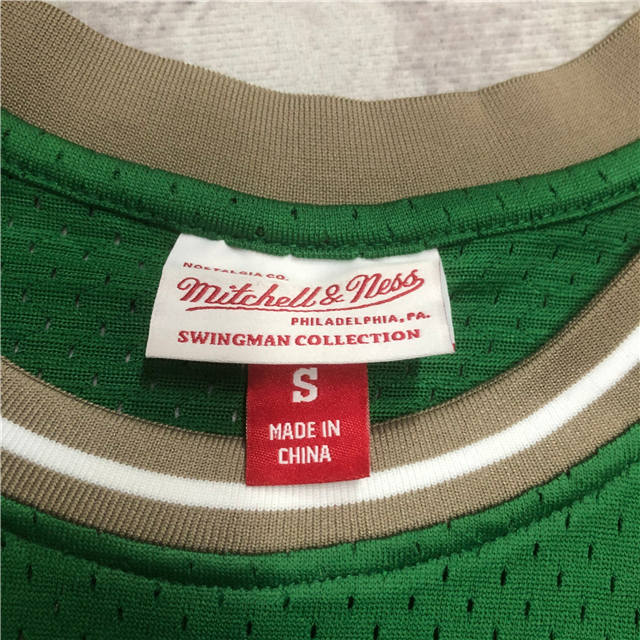 NOSTALGIA CO.
Mitchell & Ness
PHILADELPHIA, PA.
SWINGMAN COLLECTION
S
MADE IN
CHINA